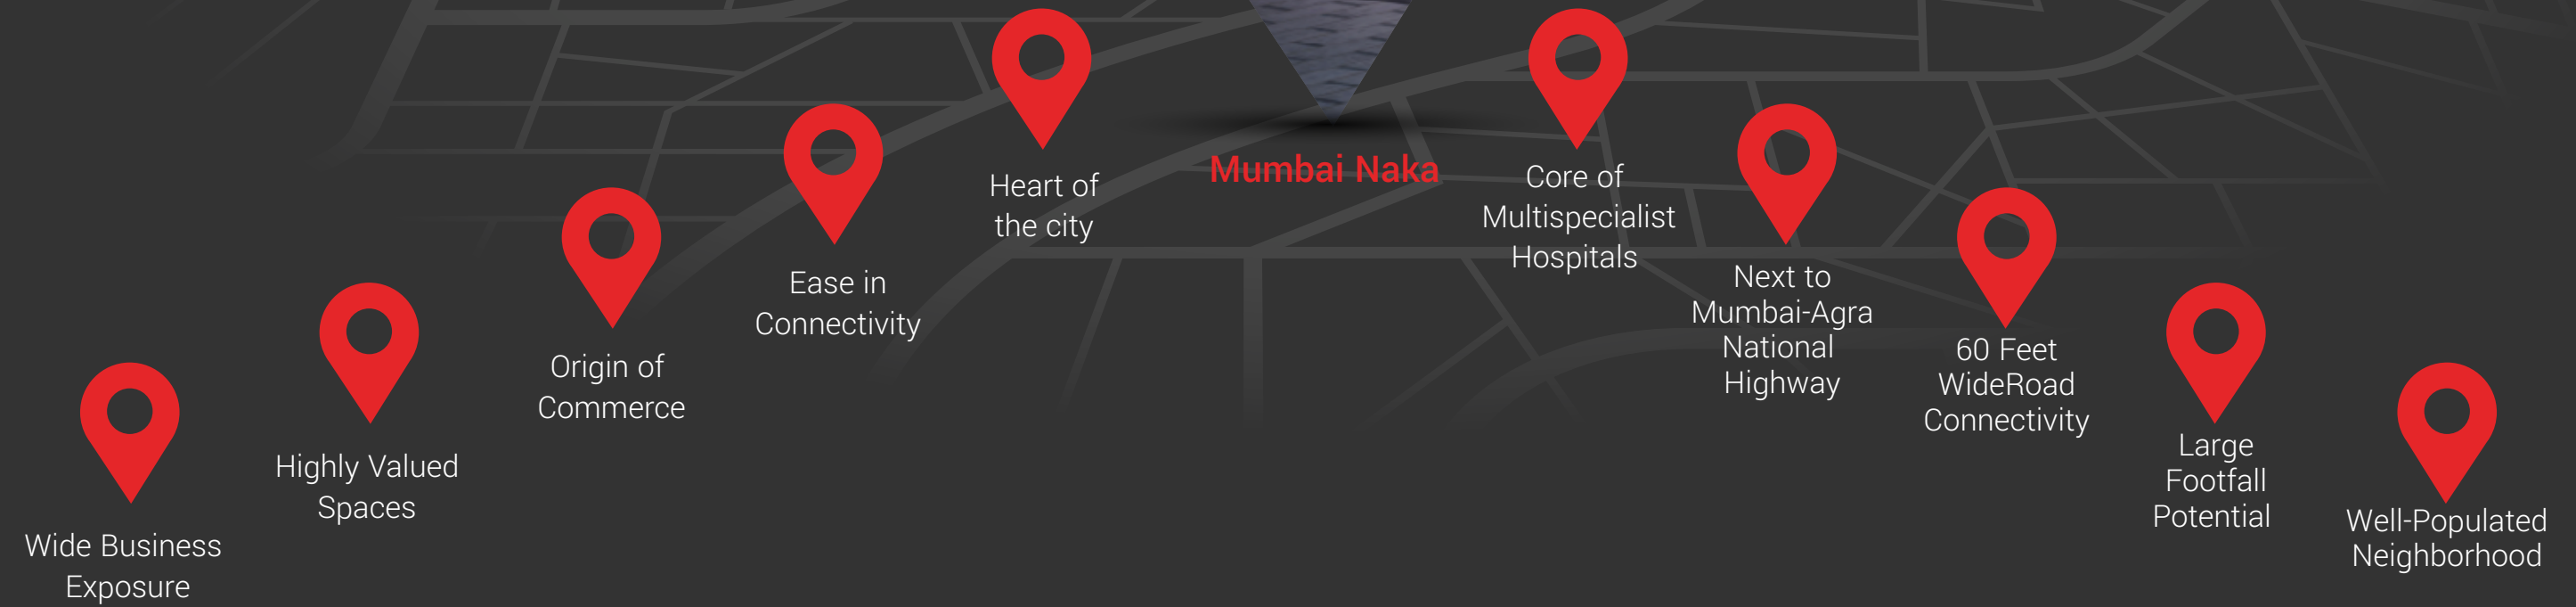 Wide Business
Exposure
Highly Valued
Spaces
Origin of
Commerce
Ease in
Connectivity
Heart of
the city
Mumbai Naka
Core of
Multispecialist
Hospitals
Next to
Mumbai-Agra
National
Highway
60 Feet
WideRoad
Connectivity
Large
Footfall
Potential
Well-Populated
Neighborhood